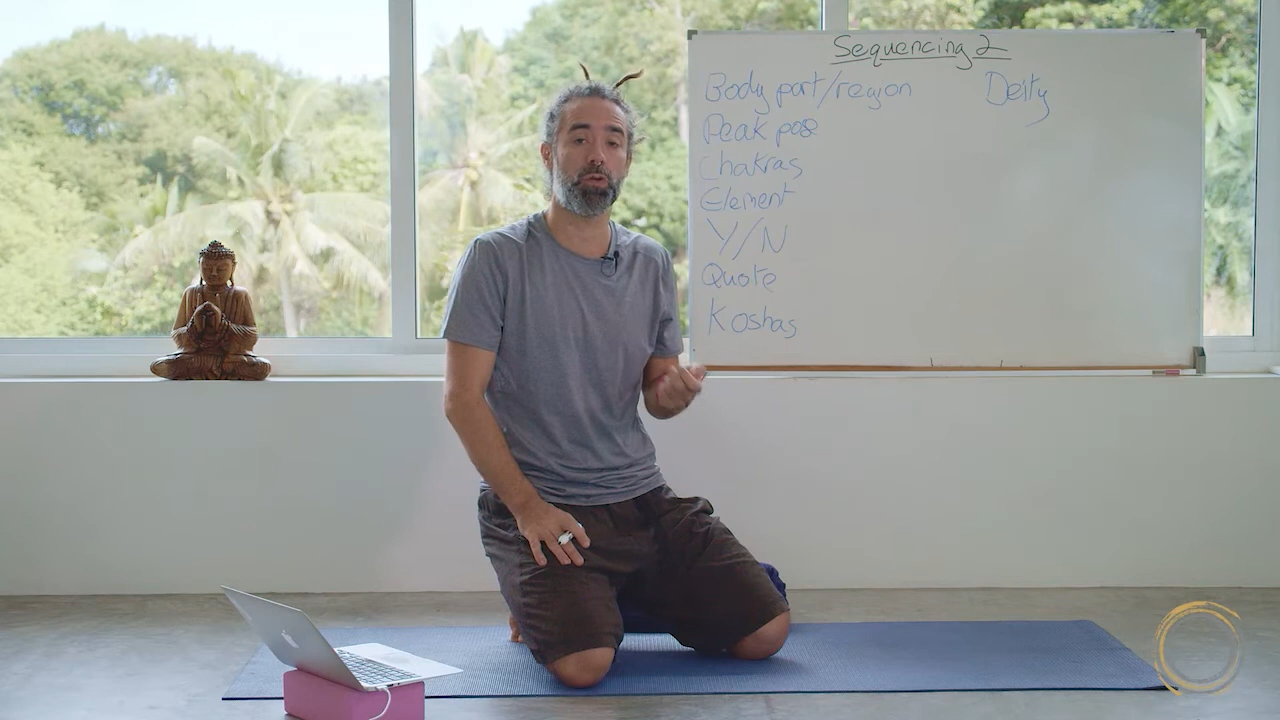 Sequencing 2
Body part/region
Peak pose
Chakras
Element
Y/N
Quote
Koshas
Deity